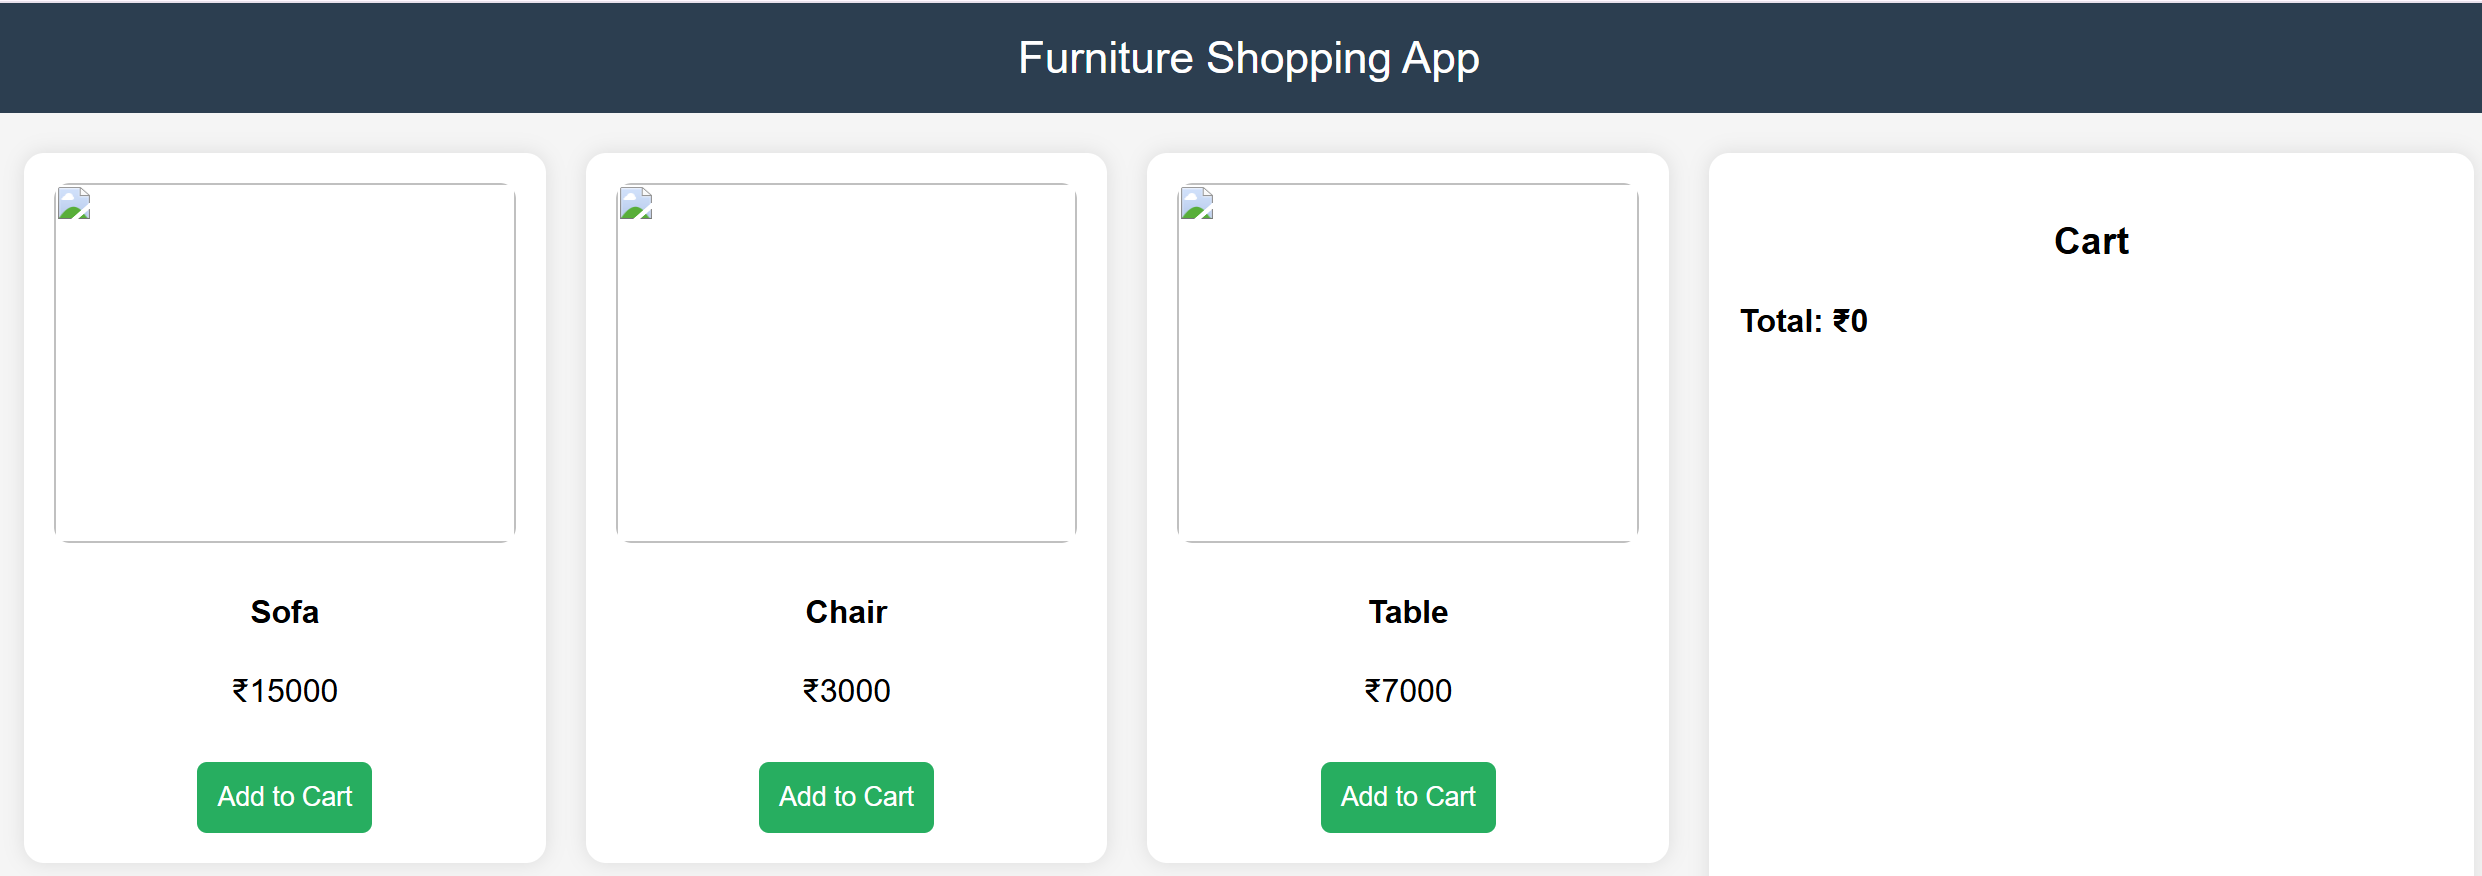 Furniture Shopping App
Sofa
₹15000
Add to Cart
Chair
₹3000
Add to Cart
Table
₹7000
Add to Cart
Cart
Total: ₹0